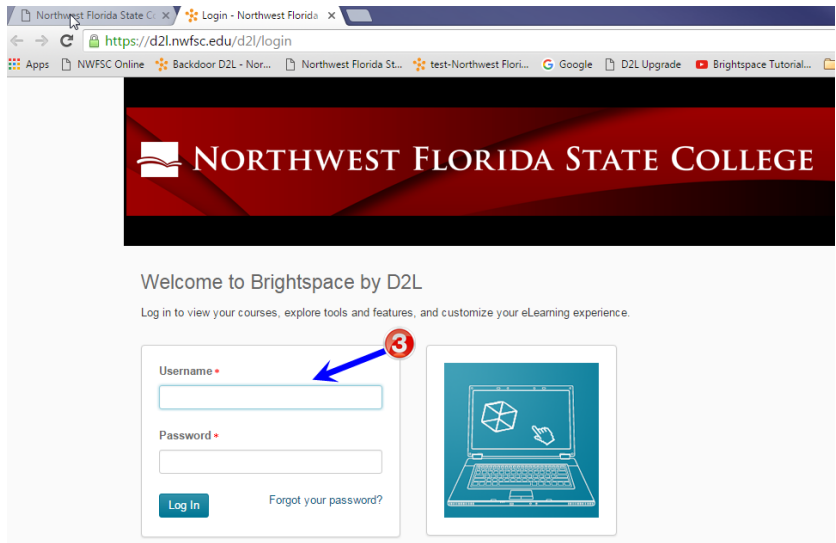 Northwest Florida State Co
Login - Northwest Florida
https://d2l.nwfsc.edu/d2l/login
Apps NWFSC Online Backdoor D2L - Nor... Northwest Florida St... test-Northwest Flori... Google D2L Upgrade Brightspace Tutorial...
NORTHWEST FLORIDA STATE COLLEGE
Welcome to Brightspace by D2L
Log in to view your courses, explore tools and features, and customize your eLearning experience.
3
Username *
Password *
Log In Forgot your password?